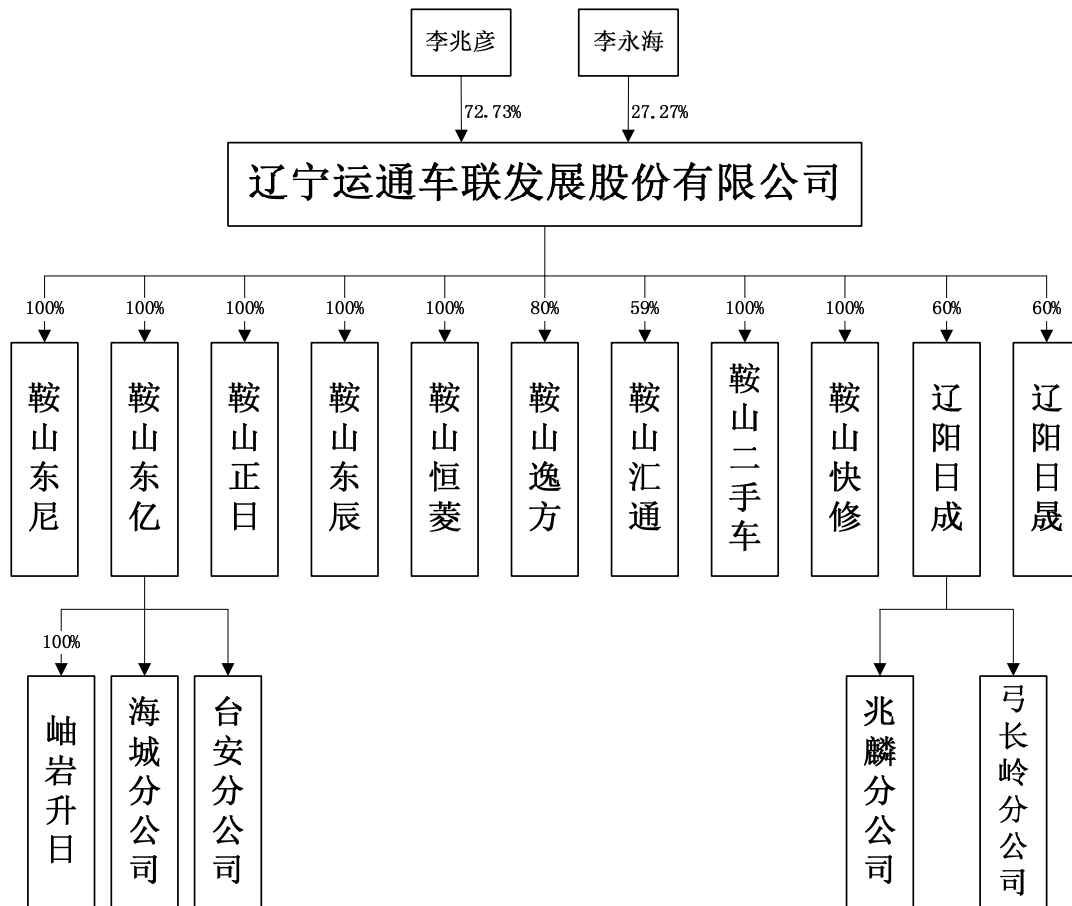 李兆彦
李永海
72.73%
27.27%
辽宁运通车联发展股份有限公司
100%
100%
100%
100%
100%
80%
59%
100%
100%
60%
60%
鞍山东尼
鞍山东亿
鞍山正日
鞍山东辰
鞍山恒菱
鞍山逸方
鞍山汇通
鞍山二手车
鞍山快修
辽阳日成
辽阳日晟
100%
岫岩升日
海城分公司
台安分公司
兆麟分公司
弓长岭分公司